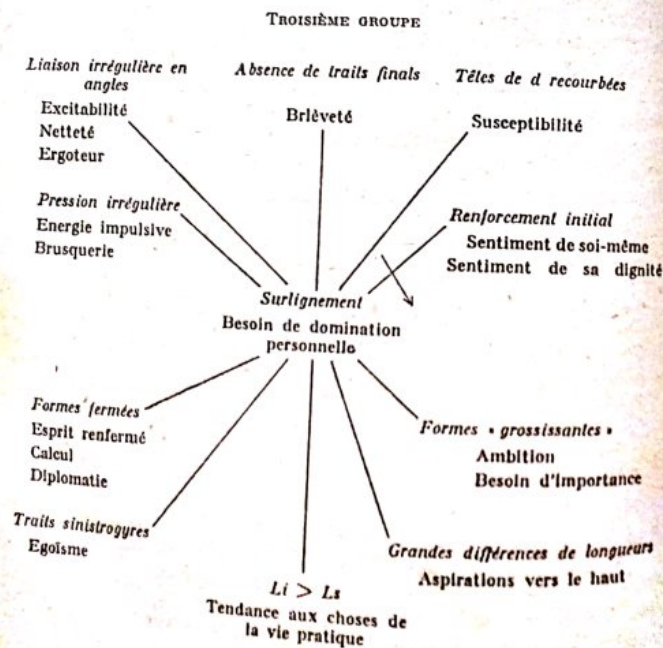 TROISIÈME GROUPE
Liaison irrégulière en
angles
Excitabilité
Netteté
Ergoteur
Absence de traits finals
Brièveté
Têtes de d recourbées
Susceptibilité
Pression irrégulière
Energie impulsive
Brusquerie
Renforcement initial
Sentiment de soi-même
Sentiment de sa dignité
Surlignement
Besoin de domination
personnelle
Formes fermées
Esprit renfermé
Calcul
Diplomatie
Formes « grossissantes »
Ambition
Besoin d'importance
Traits sinistrogyres
Egoïsme
Grandes différences de longueurs
Aspirations vers le haut
Li > Ls
Tendance aux choses de
la vie pratique